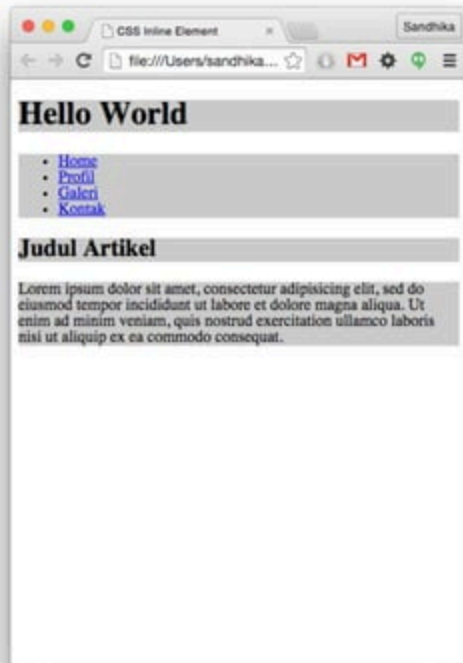 CSS Inline Element
Sandhika
file:///Users/sandhika...
Hello World
Home
Profil
Galeri
Kontak
Judul Artikel
Lorem ipsum dolor sit amet, consectetur adipisicing elit, sed do
eiusmod tempor incididunt ut labore et dolore magna aliqua. Ut
enim ad minim veniam, quis nostrud exercitation ullamco laboris
nisi ut aliquip ex ea commodo consequat.